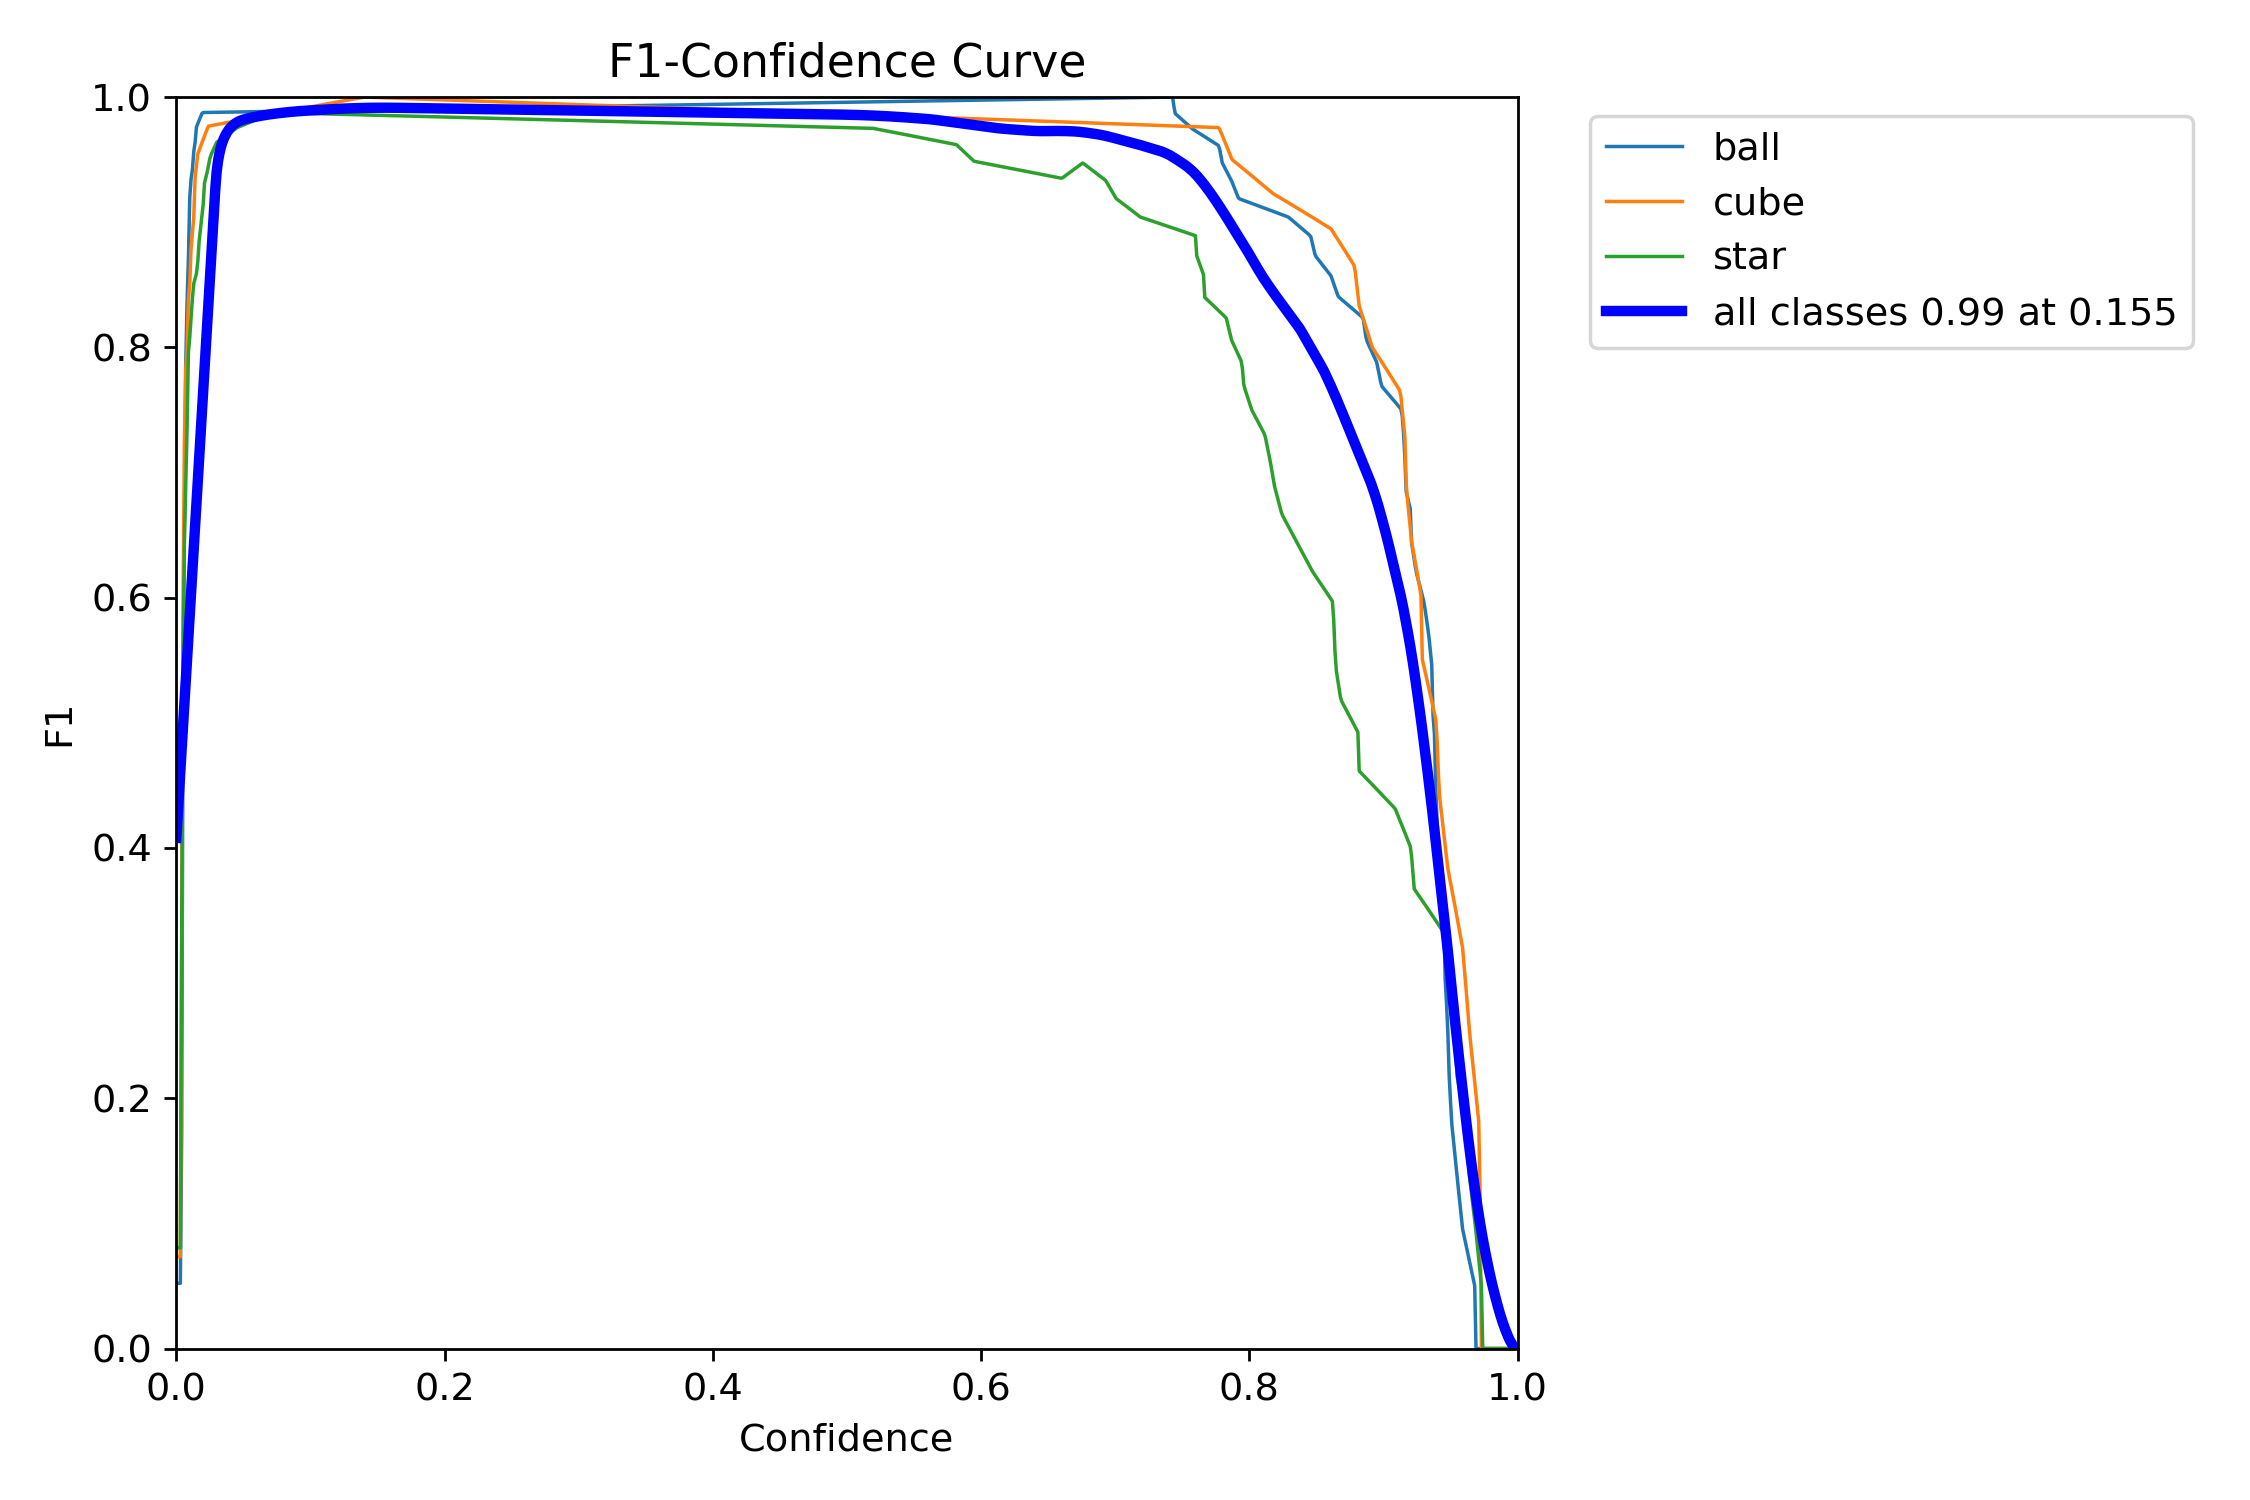 F1-Confidence Curve
1.0
0.8
0.6
0.4
0.2
0.0
F1
0.0 0.2 0.4 0.6 0.8 1.0
Confidence
ball
cube
star
all classes 0.99 at 0.155